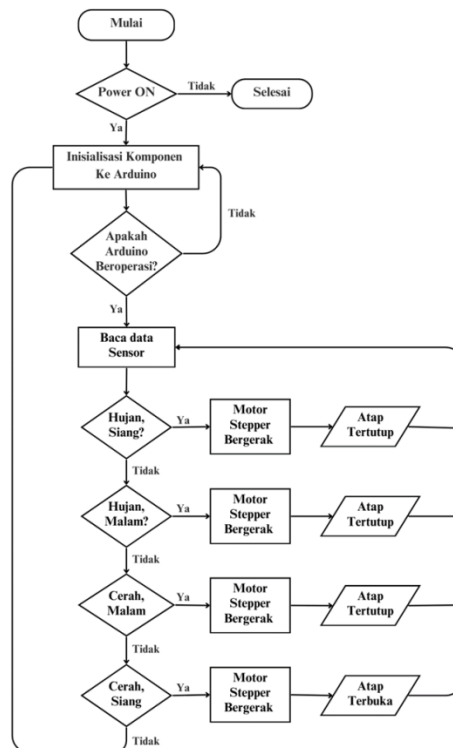 Mulai
Power ON
Tidak
Selesai
Ya
Inisialisasi Komponen
Ke Arduino
Tidak
Apakah
Arduino
Beroperasi?
Ya
Baca data
Sensor
Hujan,
Siang?
Ya
Motor
Stepper
Bergerak
Atap
Tertutup
Tidak
Hujan,
Malam?
Ya
Motor
Stepper
Bergerak
Atap
Tertutup
Tidak
Cerah,
Malam
Ya
Motor
Stepper
Bergerak
Atap
Tertutup
Tidak
Cerah,
Siang
Ya
Motor
Stepper
Bergerak
Atap
Terbuka
Tidak